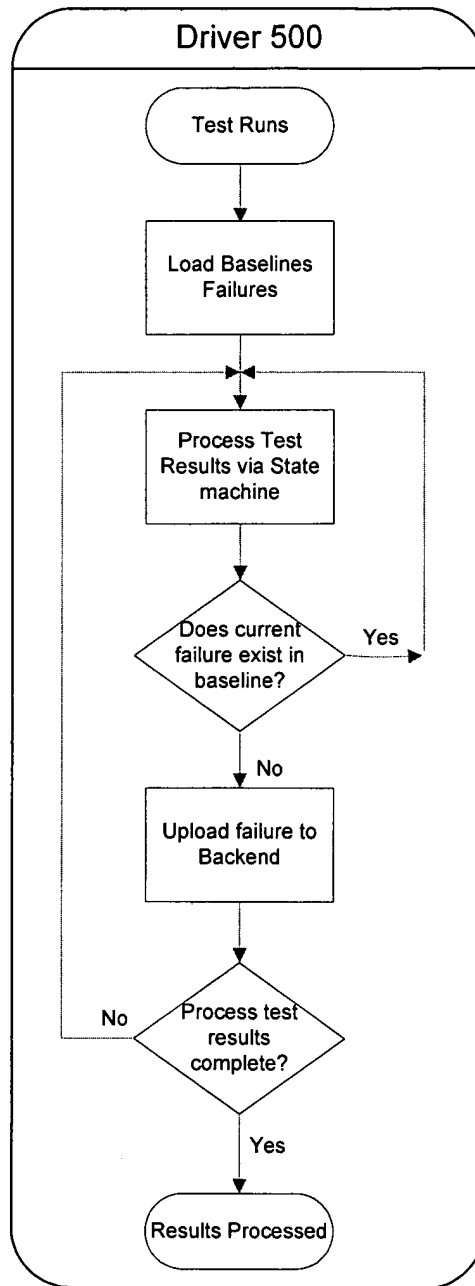 Driver 500
Test Runs
Load Baselines
Failures
Process Test
Results via State
machine
Does current
failure exist in
baseline?
Yes
No
Upload failure to
Backend
No
Process test
results
complete?
Yes
Results Processed